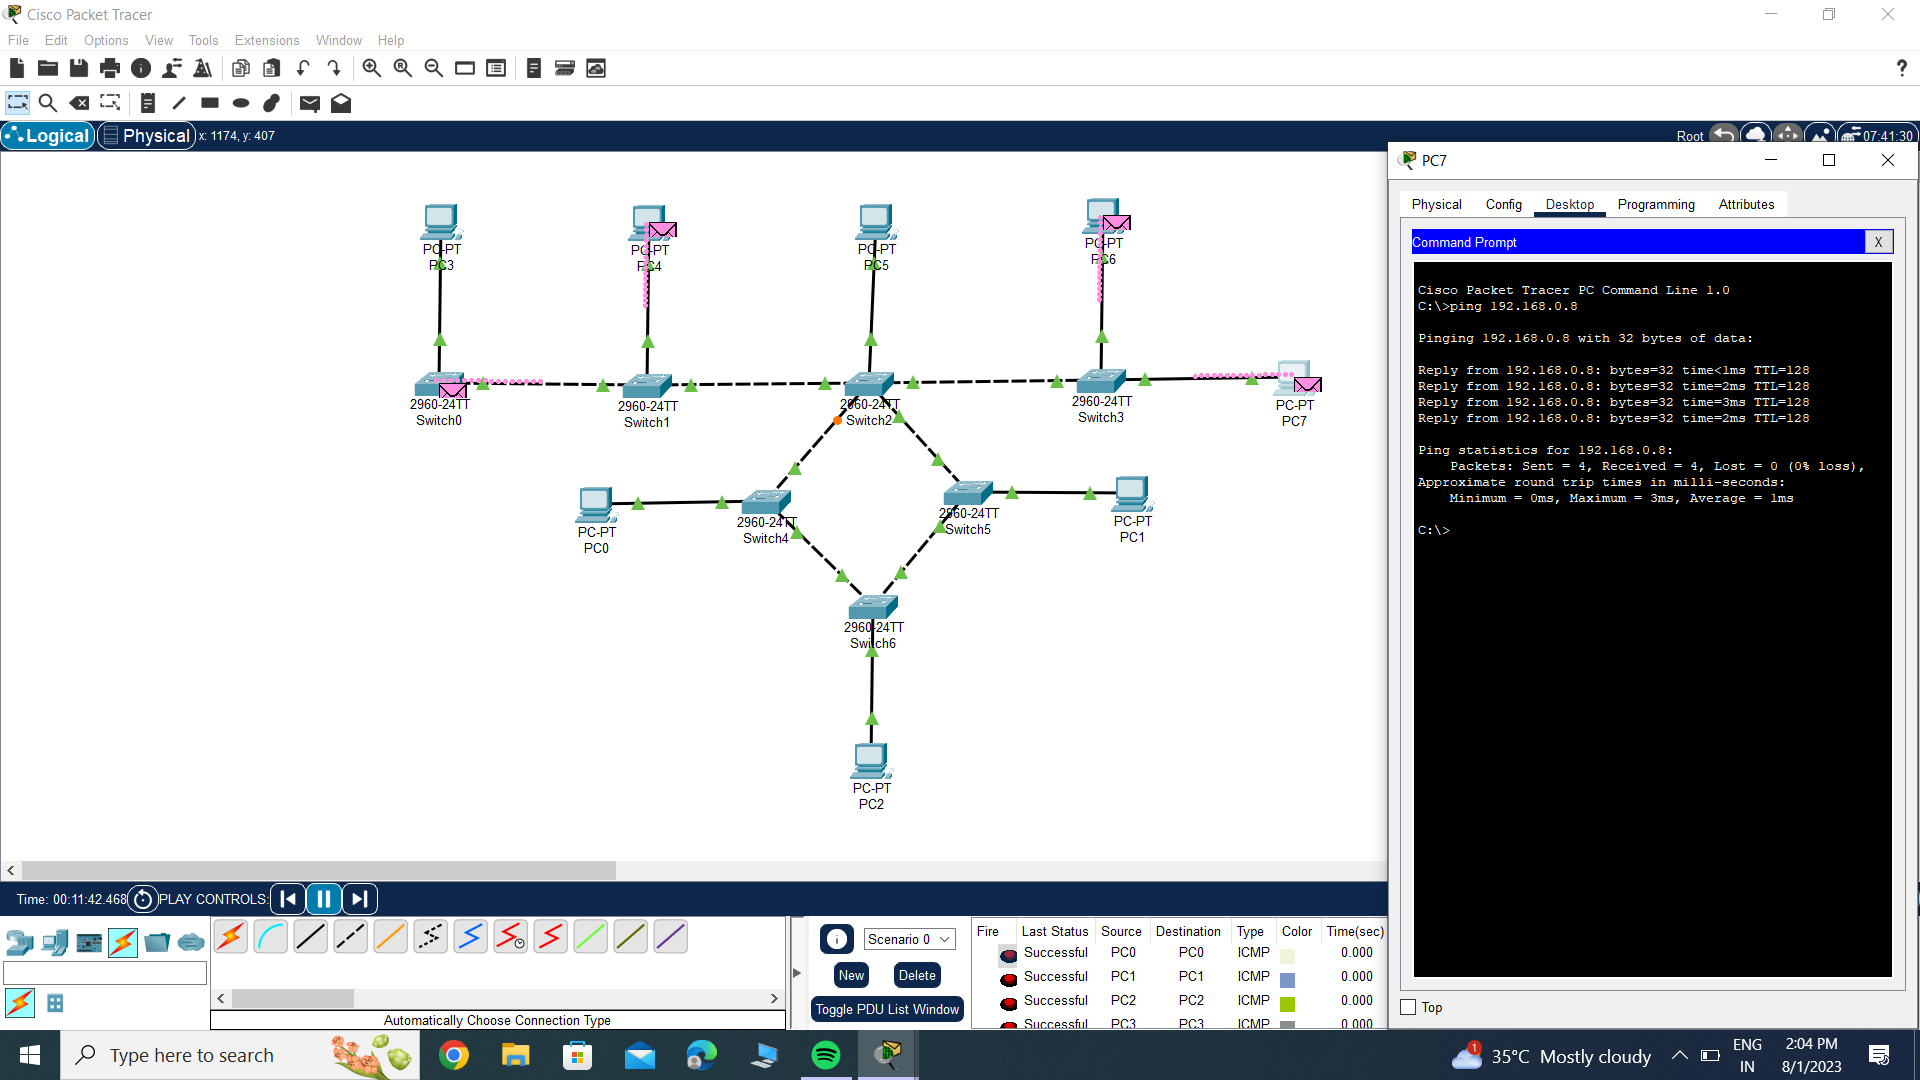 Cisco Packet Tracer
File Edit Options View Tools Extensions Window Help
?
Logical Physical x: 1174, y: 407
Root 07:41:30
PC-PT
PC3
PC-PT
PC4
PC-PT
PC5
PC-PT
PC6
2960-24TT
Switch0
2960-24TT
Switch1
2960-24TT
Switch2
2960-24TT
Switch3
PC-PT
PC7
PC-PT
PC0
2960-24TT
Switch4
2960-24TT
Switch5
PC-PT
PC1
2960-24TT
Switch6
PC-PT
PC2
PC7
Physical Config Desktop Programming Attributes
Command Prompt X
Cisco Packet Tracer PC Command Line 1.0
C:\>ping 192.168.0.8
Pinging 192.168.0.8 with 32 bytes of data:
Reply from 192.168.0.8: bytes=32 time<1ms TTL=128
Reply from 192.168.0.8: bytes=32 time=2ms TTL=128
Reply from 192.168.0.8: bytes=32 time=3ms TTL=128
Reply from 192.168.0.8: bytes=32 time=2ms TTL=128
Ping statistics for 192.168.0.8:
Packets: Sent = 4, Received = 4, Lost = 0 (0% loss),
Approximate round trip times in milli-seconds:
Minimum = 0ms, Maximum = 3ms, Average = 1ms
C:\>
Top
Time: 00:11:42.468 PLAY CONTROLS:
Automatically Choose Connection Type
Scenario 0
New Delete
Toggle PDU List Window
Fire Last Status Source Destination Type Color Time(sec)
Successful PC0 PC0 ICMP 0.000
Successful PC1 PC1 ICMP 0.000
Successful PC2 PC2 ICMP 0.000
Successful PC3 PC3 ICMP 0.000
Type here to search
1
35°C Mostly cloudy
ENG
IN
2:04 PM
8/1/2023